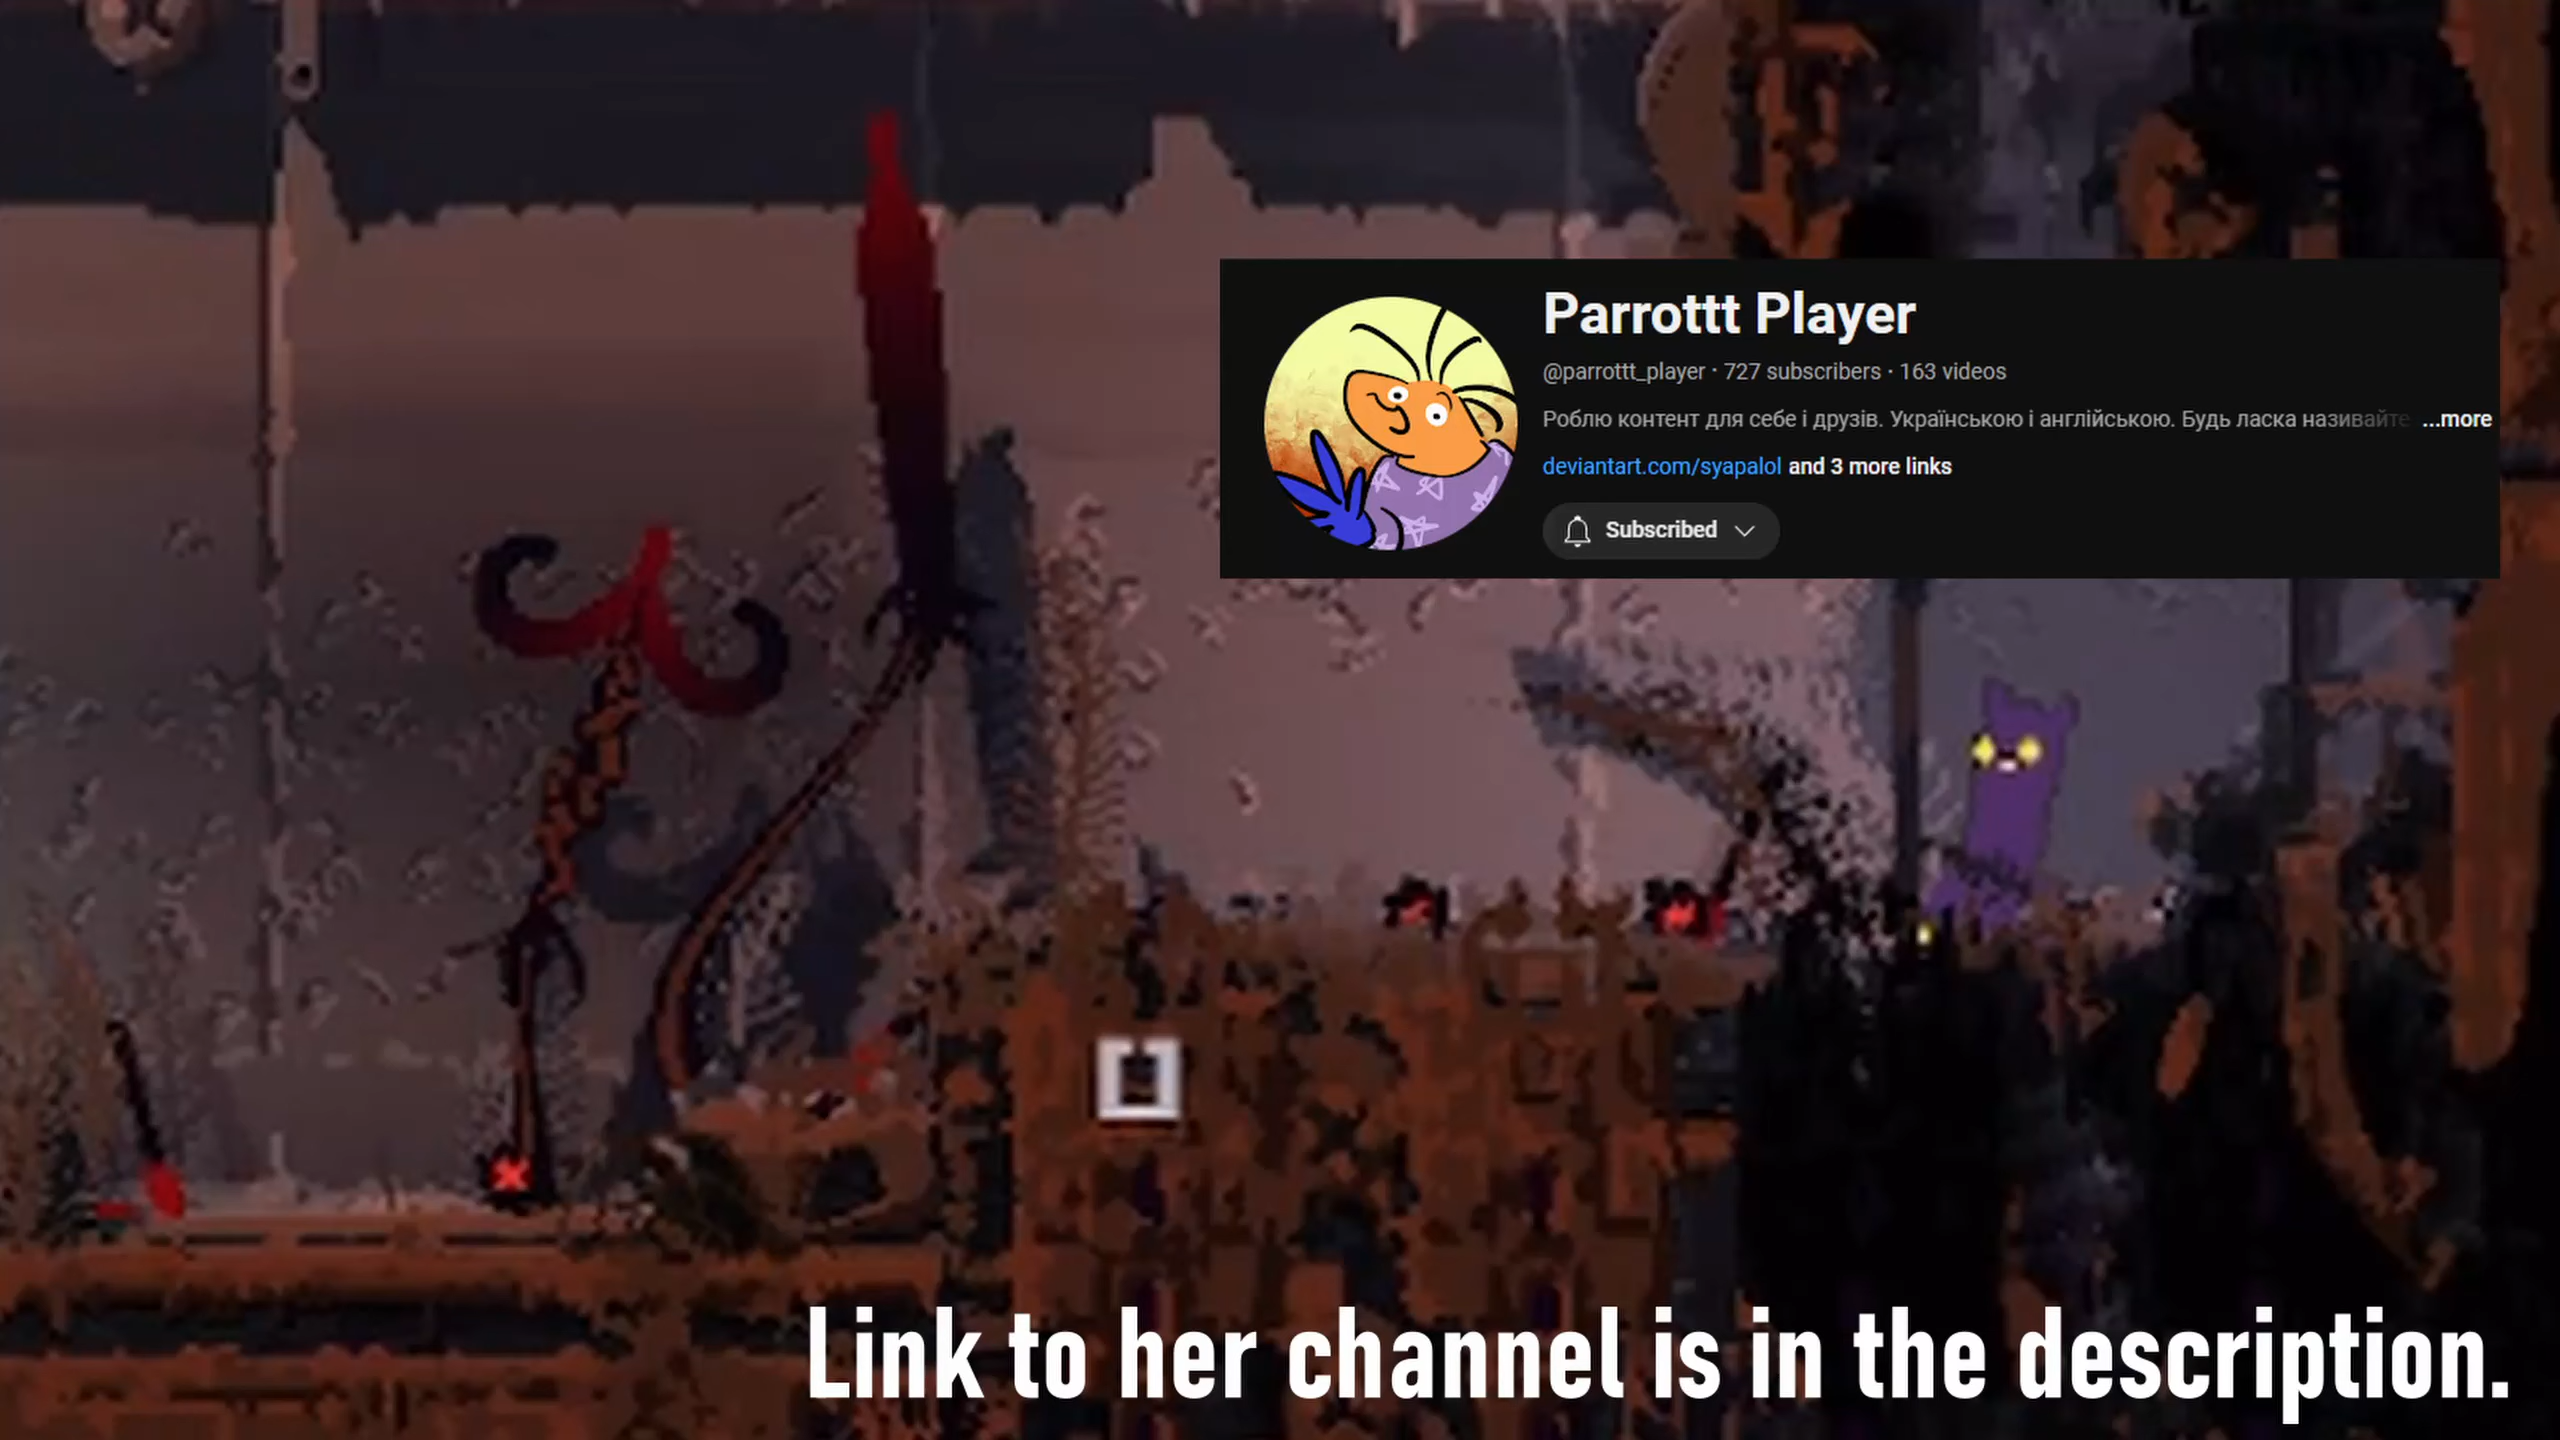 Parrottt Player
@parrottt_player · 727 subscribers · 163 videos
Роблю контент для себе і друзів. Українською і англійською. Будь ласка називайте ...more
deviantart.com/syapalol and 3 more links
Subscribed
Link to her channel is in the description.